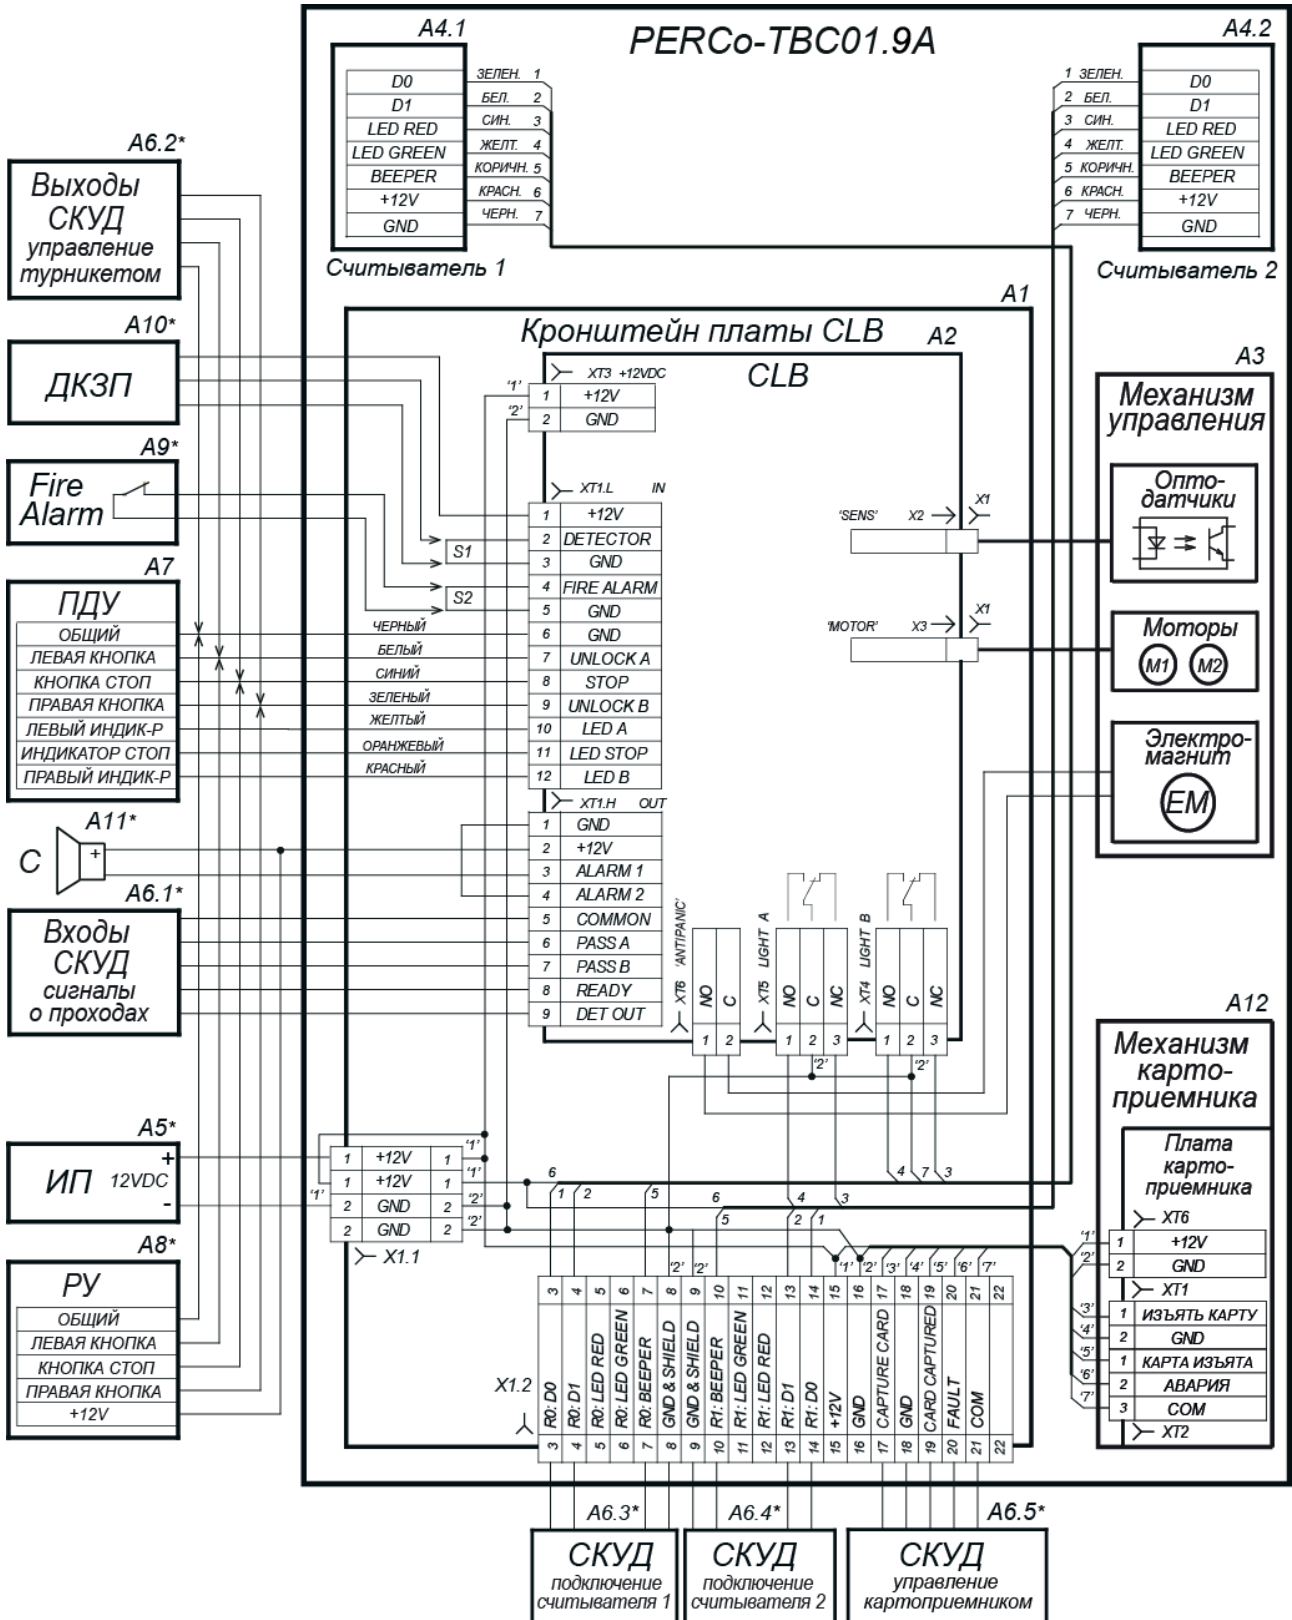 PERCo-TBC01.9A
A4.1
D0
D1
LED RED
LED GREEN
BEEPER
+12V
GND
ЗЕЛЕН. 1
БЕЛ. 2
СИН. 3
ЖЕЛТ. 4
КОРИЧН. 5
КРАСН. 6
ЧЕРН. 7
Считыватель 1
A4.2
1 ЗЕЛЕН.
2 БЕЛ.
3 СИН.
4 ЖЕЛТ.
5 КОРИЧН.
6 КРАСН.
7 ЧЕРН.
D0
D1
LED RED
LED GREEN
BEEPER
+12V
GND
Считыватель 2
A6.2*
Выходы
СКУД
управление
турникетом
A10*
ДКЗП
A9*
Fire
Alarm
A7
ПДУ
ОБЩИЙ
ЛЕВАЯ КНОПКА
КНОПКА СТОП
ПРАВАЯ КНОПКА
ЛЕВЫЙ ИНДИК-Р
ИНДИКАТОР СТОП
ПРАВЫЙ ИНДИК-Р
A11*
С
+
A6.1*
Входы
СКУД
сигналы
о проходах
A5*
ИП
12VDC
+
-
A8*
РУ
ОБЩИЙ
ЛЕВАЯ КНОПКА
КНОПКА СТОП
ПРАВАЯ КНОПКА
+12V
A1
Кронштейн платы CLB
A2
CLB
XT3 +12VDC
'1' 1 +12V
'2' 2 GND
XT1.L IN
1 +12V
2 DETECTOR
3 GND
4 FIRE ALARM
5 GND
6 GND
7 UNLOCK A
8 STOP
9 UNLOCK B
10 LED A
11 LED STOP
12 LED B
S1
S2
ЧЕРНЫЙ
БЕЛЫЙ
СИНИЙ
ЗЕЛЕНЫЙ
ЖЕЛТЫЙ
ОРАНЖЕВЫЙ
КРАСНЫЙ
XT1.H OUT
1 GND
2 +12V
3 ALARM 1
4 ALARM 2
5 COMMON
6 PASS A
7 PASS B
8 READY
9 DET OUT
'SENS' X2 X1
'MOTOR' X3 X1
XT6 'ANTIPANIC'
NO C
1 2
XT5 LIGHT A
NO C NC
1 2 3
XT4 LIGHT B
NO C NC
1 2 3
'2' '2'
A3
Механизм
управления
Опто-
датчики
Моторы
M1 M2
Электро-
магнит
EM
A12
Механизм
карто-
приемника
Плата
карто-
приемника
XT6
'1' 1 +12V
'2' 2 GND
XT1
'3' 1 ИЗЪЯТЬ КАРТУ
'4' 2 GND
'5' 1 КАРТА ИЗЪЯТА
'6' 2 АВАРИЯ
'7' 3 COM
XT2
1 +12V 1 '1'
1 +12V 1 '1'
'1' 2 GND 2 '2'
2 GND 2 '2'
X1.1
6
1 2 5
4 7 3
6
5
4 3
2 1
'2' '2' '1' '2' '3' '4' '5' '6' '7'
X1.2
3 4 5 6 7 8 9 10 11 12 13 14 15 16 17 18 19 20 21 22
R0: D0
R0: D1
R0: LED RED
R0: LED GREEN
R0: BEEPER
GND & SHIELD
GND & SHIELD
R1: BEEPER
R1: LED GREEN
R1: LED RED
R1: D1
R1: D0
+12V
GND
CAPTURE CARD
GND
CARD CAPTURED
FAULT
COM
3 4 5 6 7 8 9 10 11 12 13 14 15 16 17 18 19 20 21 22
A6.3*
СКУД
подключение
считывателя 1
A6.4*
СКУД
подключение
считывателя 2
A6.5*
СКУД
управление
картоприемником